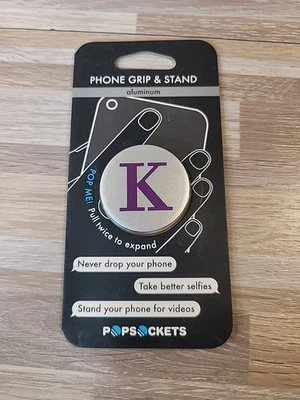 PHONE GRIP & STAND
aluminum
K
POP ME! Pull twice to expand
Never drop your phone
Take better selfies
Stand your phone for videos
POPSOCKETS